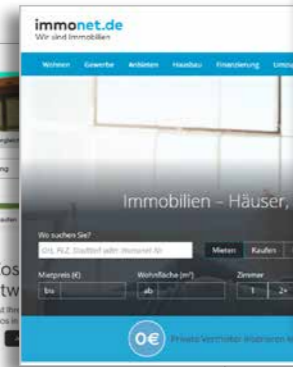 immonet.de
Wir sind Immobilien
Wohnen Gewerbe Anbieten Hausbau Finanzierung
Immobilien – Häuser,
Wo suchen Sie?
Ort, PLZ, Stadtteil oder Immonet-Nr.
Mieten Kaufen
Mietpreis (€) Wohnfläche (m²) Zimmer
bis ab 1 2+
0€ Private Vermieter inserieren